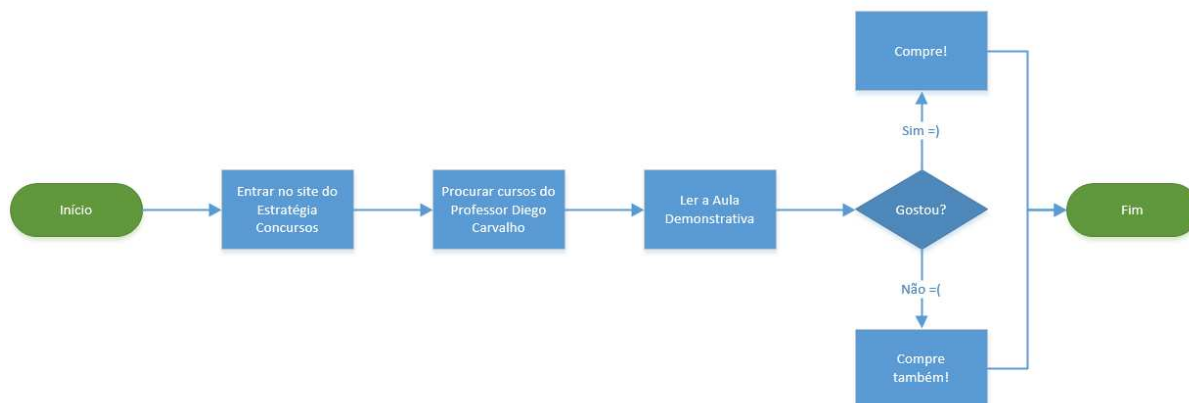 Compre!
Sim =)
Início
Entrar no site do
Estratégia
Concursos
Procurar cursos do
Professor Diego
Carvalho
Ler a Aula
Demonstrativa
Gostou?
Fim
Não =(
Compre
também!